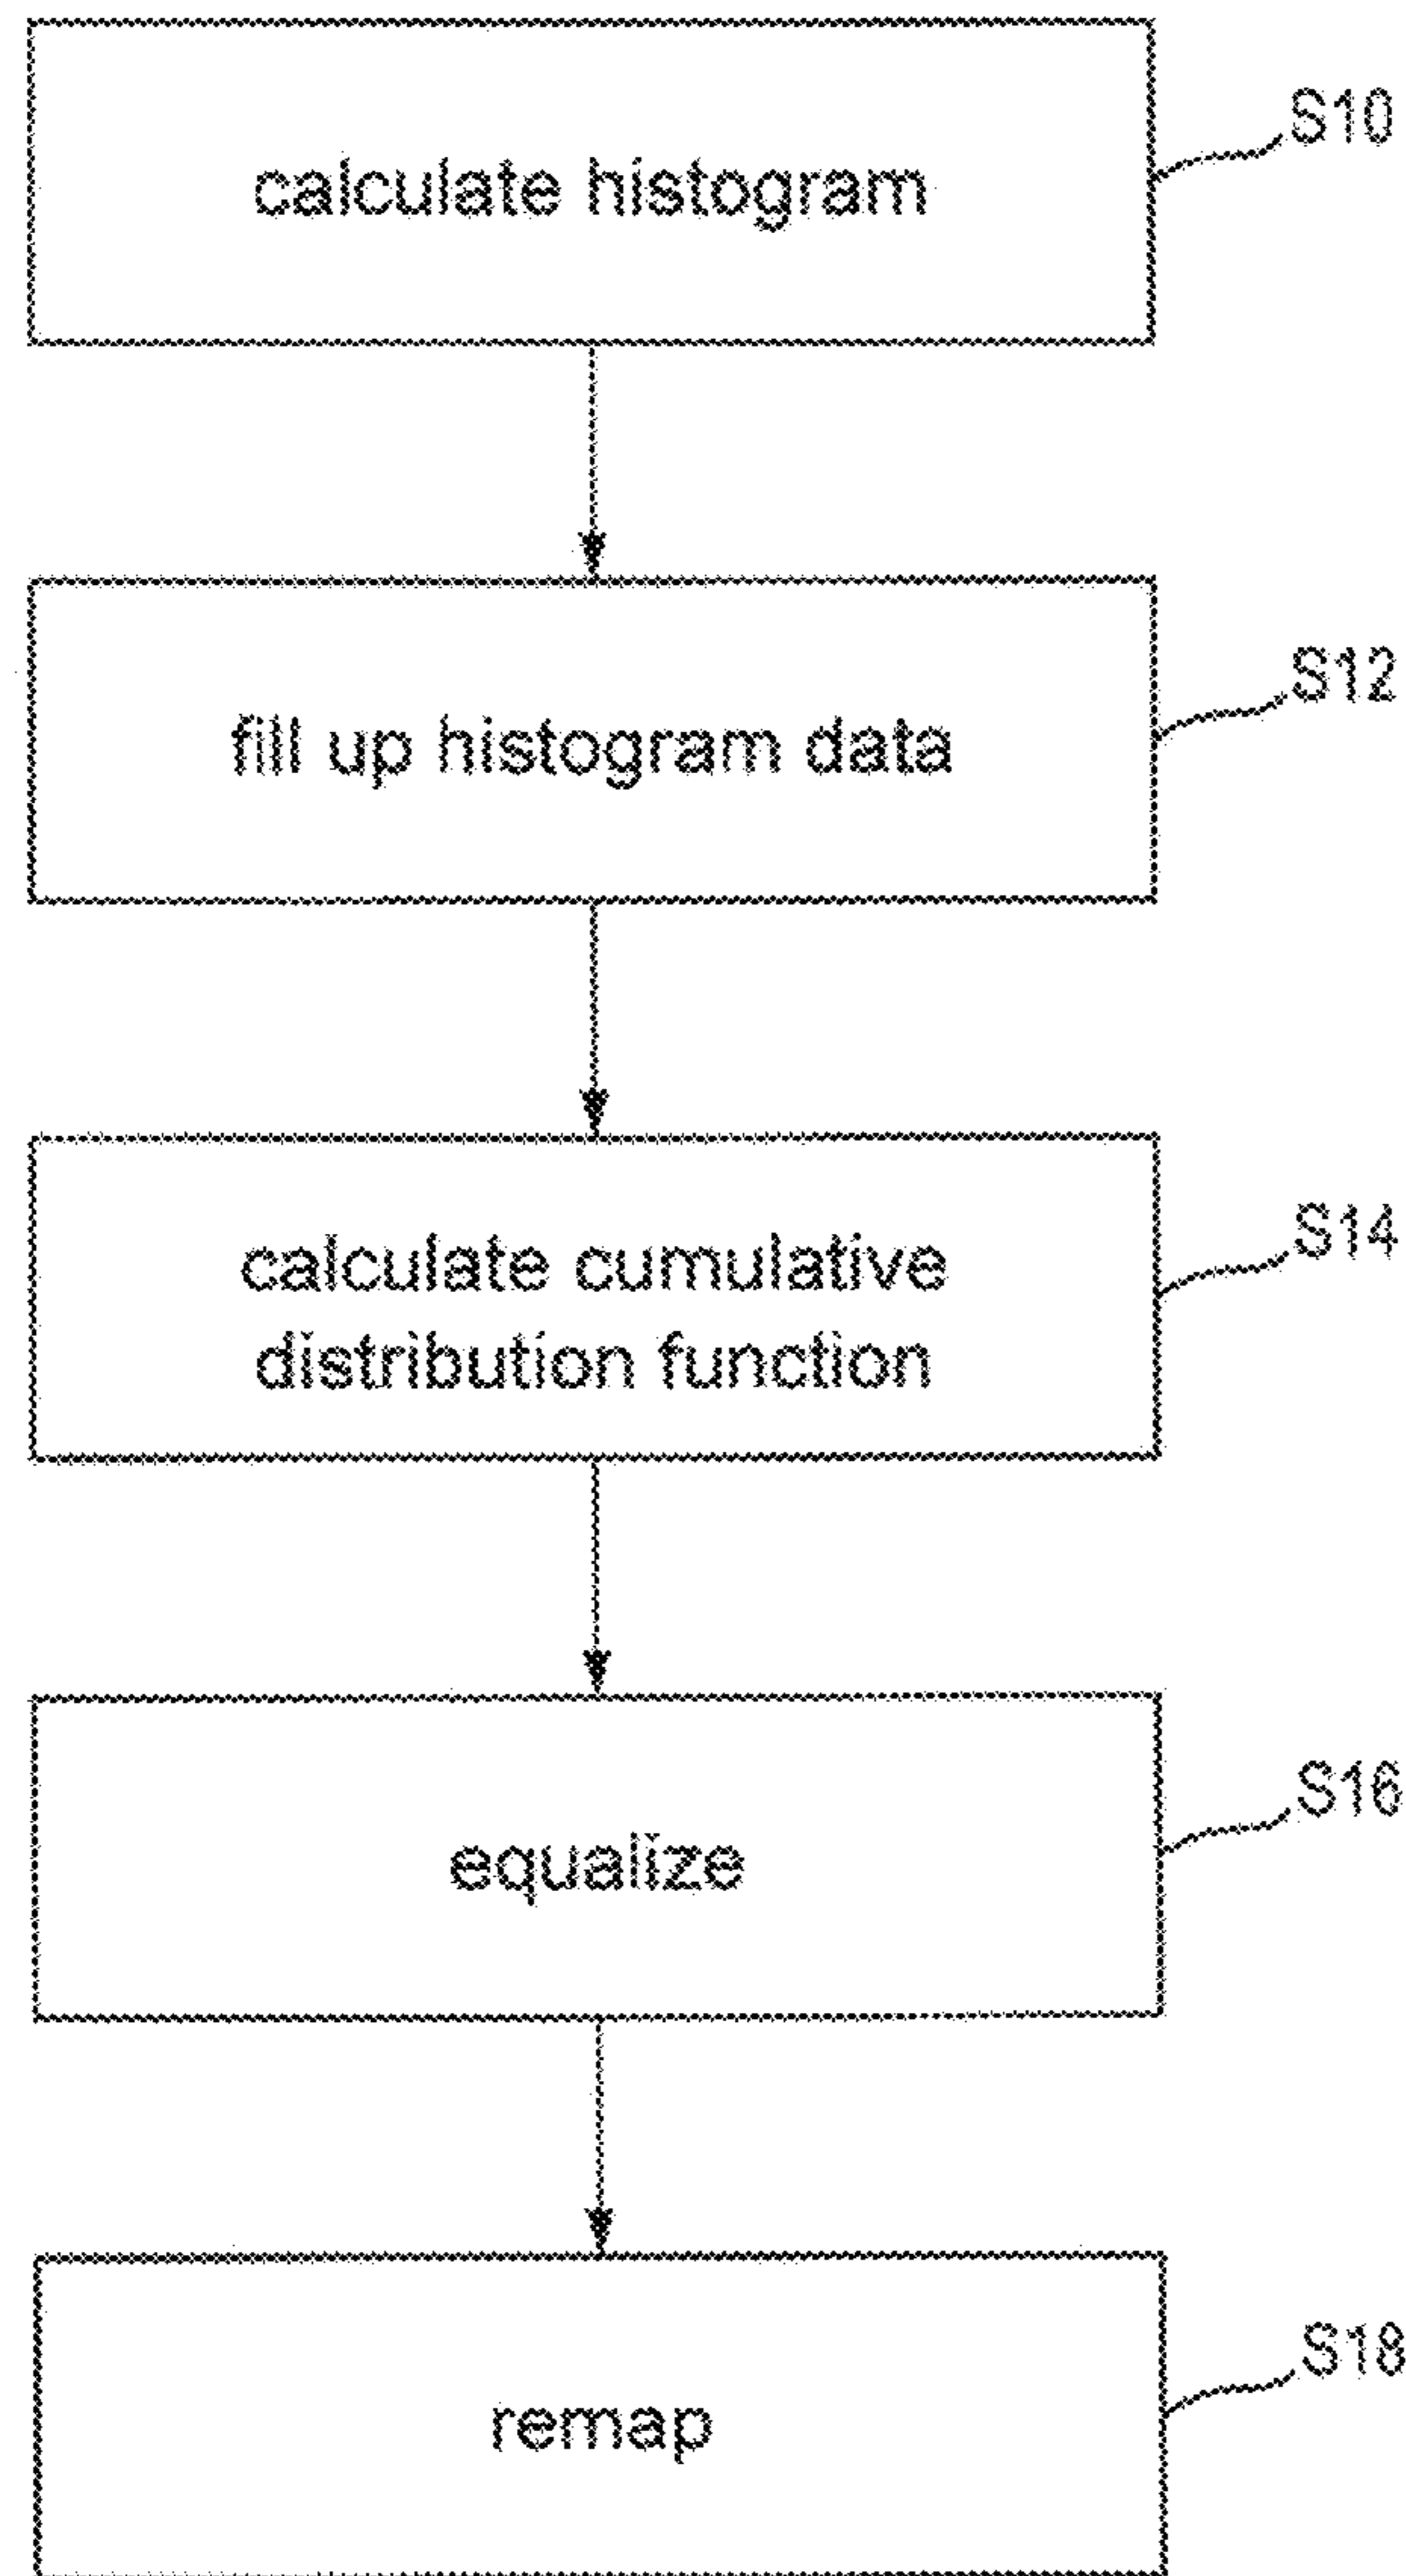 calculate histogram
S10
fill up histogram data
S12
calculate cumulative
distribution function
S14
equalize
S16
remap
S18